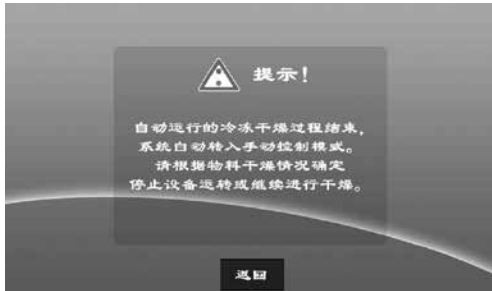 提示!
自动运行的冷冻干燥过程结束,
系统自动转入手动控制模式。
请根据物料干燥情况确定
停止设备运转或继续进行干燥。
返回